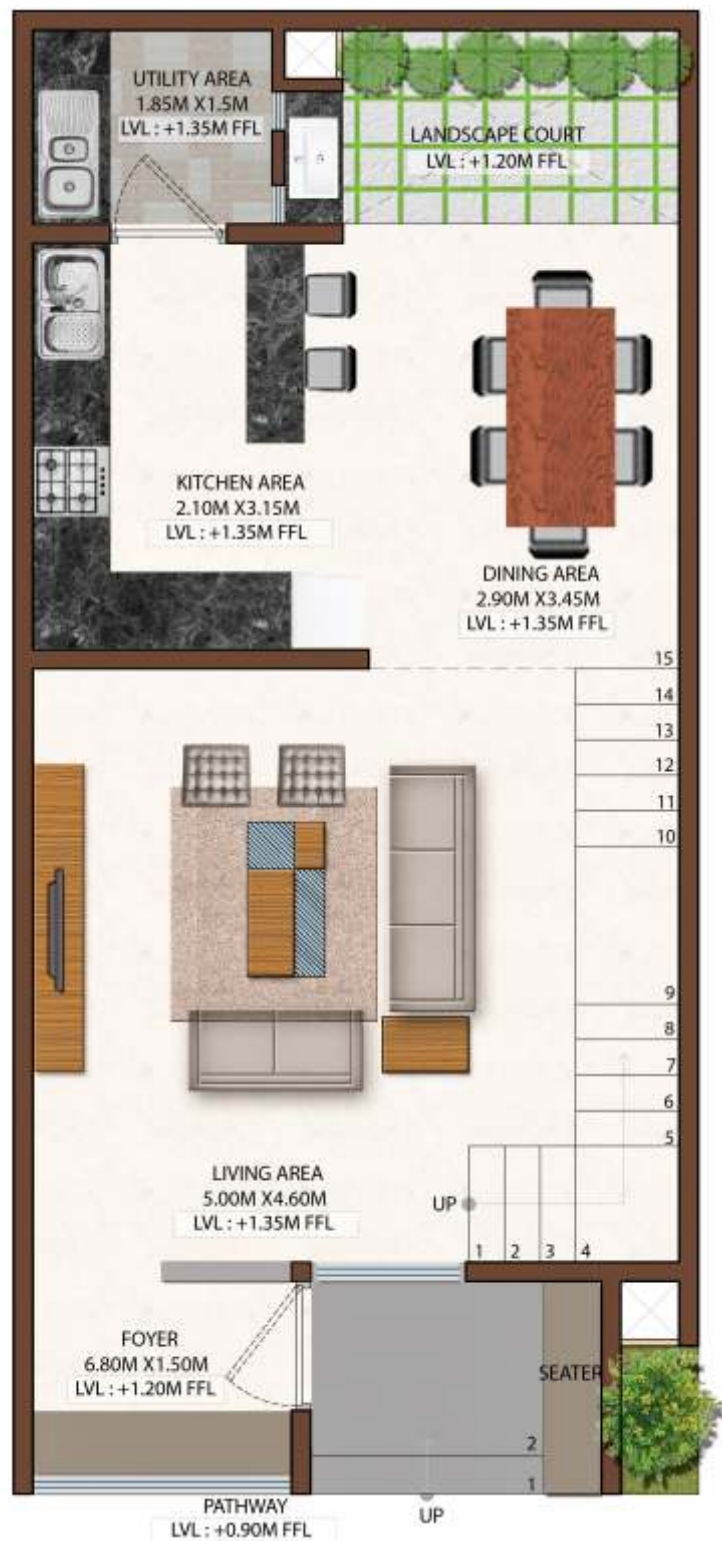 UTILITY AREA
1.85M X1.5M
LVL : +1.35M FFL
LANDSCAPE COURT
LVL : +1.20M FFL
KITCHEN AREA
2.10M X3.15M
LVL : +1.35M FFL
DINING AREA
2.90M X3.45M
LVL : +1.35M FFL
15
14
13
12
11
10
9
8
7
6
5
LIVING AREA
5.00M X4.60M
LVL : +1.35M FFL
UP
1 2 3 4
FOYER
6.80M X1.50M
LVL : +1.20M FFL
SEATER
2
1
PATHWAY
LVL : +0.90M FFL
UP